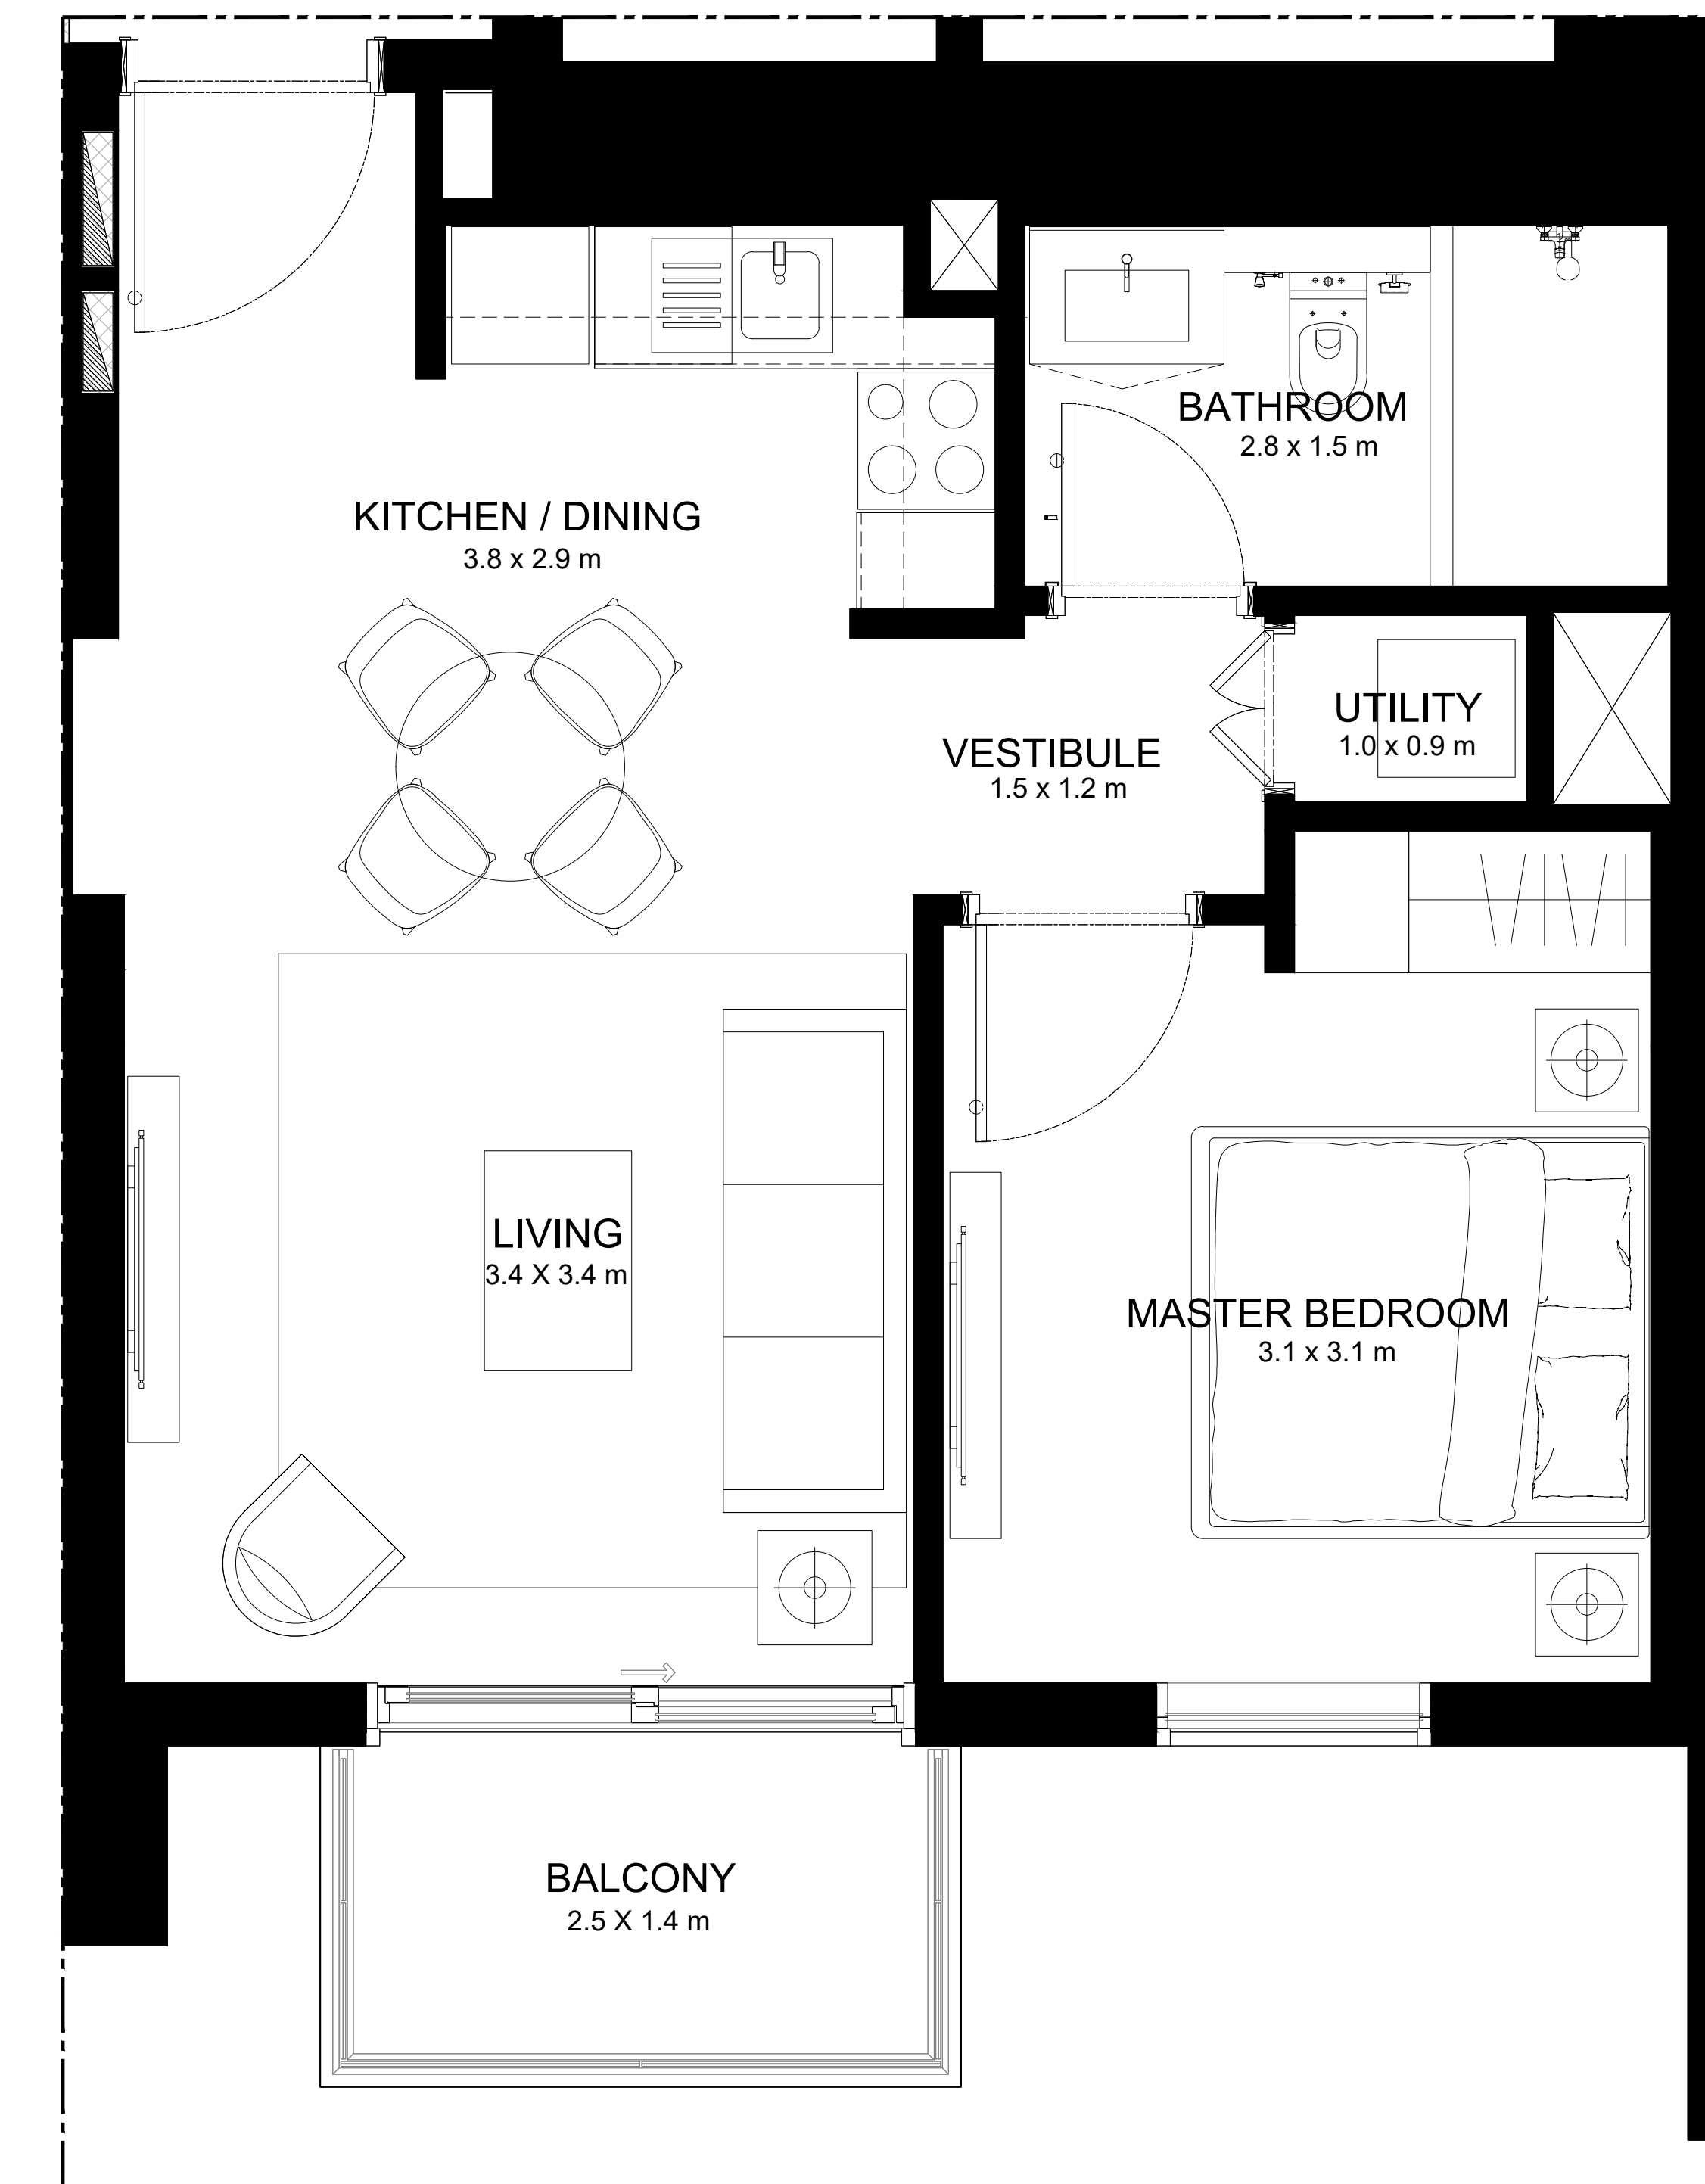 BATHROOM
2.8 x 1.5 m
KITCHEN / DINING
3.8 x 2.9 m
UTILITY
1.0 x 0.9 m
VESTIBULE
1.5 x 1.2 m
LIVING
3.4 X 3.4 m
MASTER BEDROOM
3.1 x 3.1 m
BALCONY
2.5 X 1.4 m